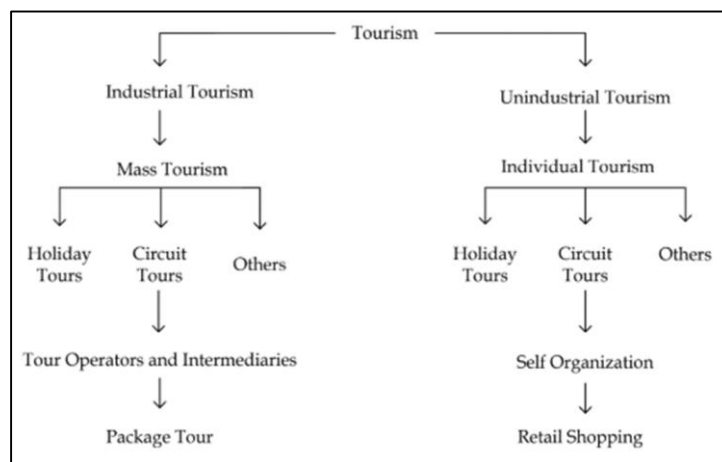 Tourism
Industrial Tourism
Unindustrial Tourism
Mass Tourism
Individual Tourism
Holiday
Tours
Circuit
Tours
Others
Holiday
Tours
Circuit
Tours
Others
Tour Operators and Intermediaries
Self Organization
Package Tour
Retail Shopping